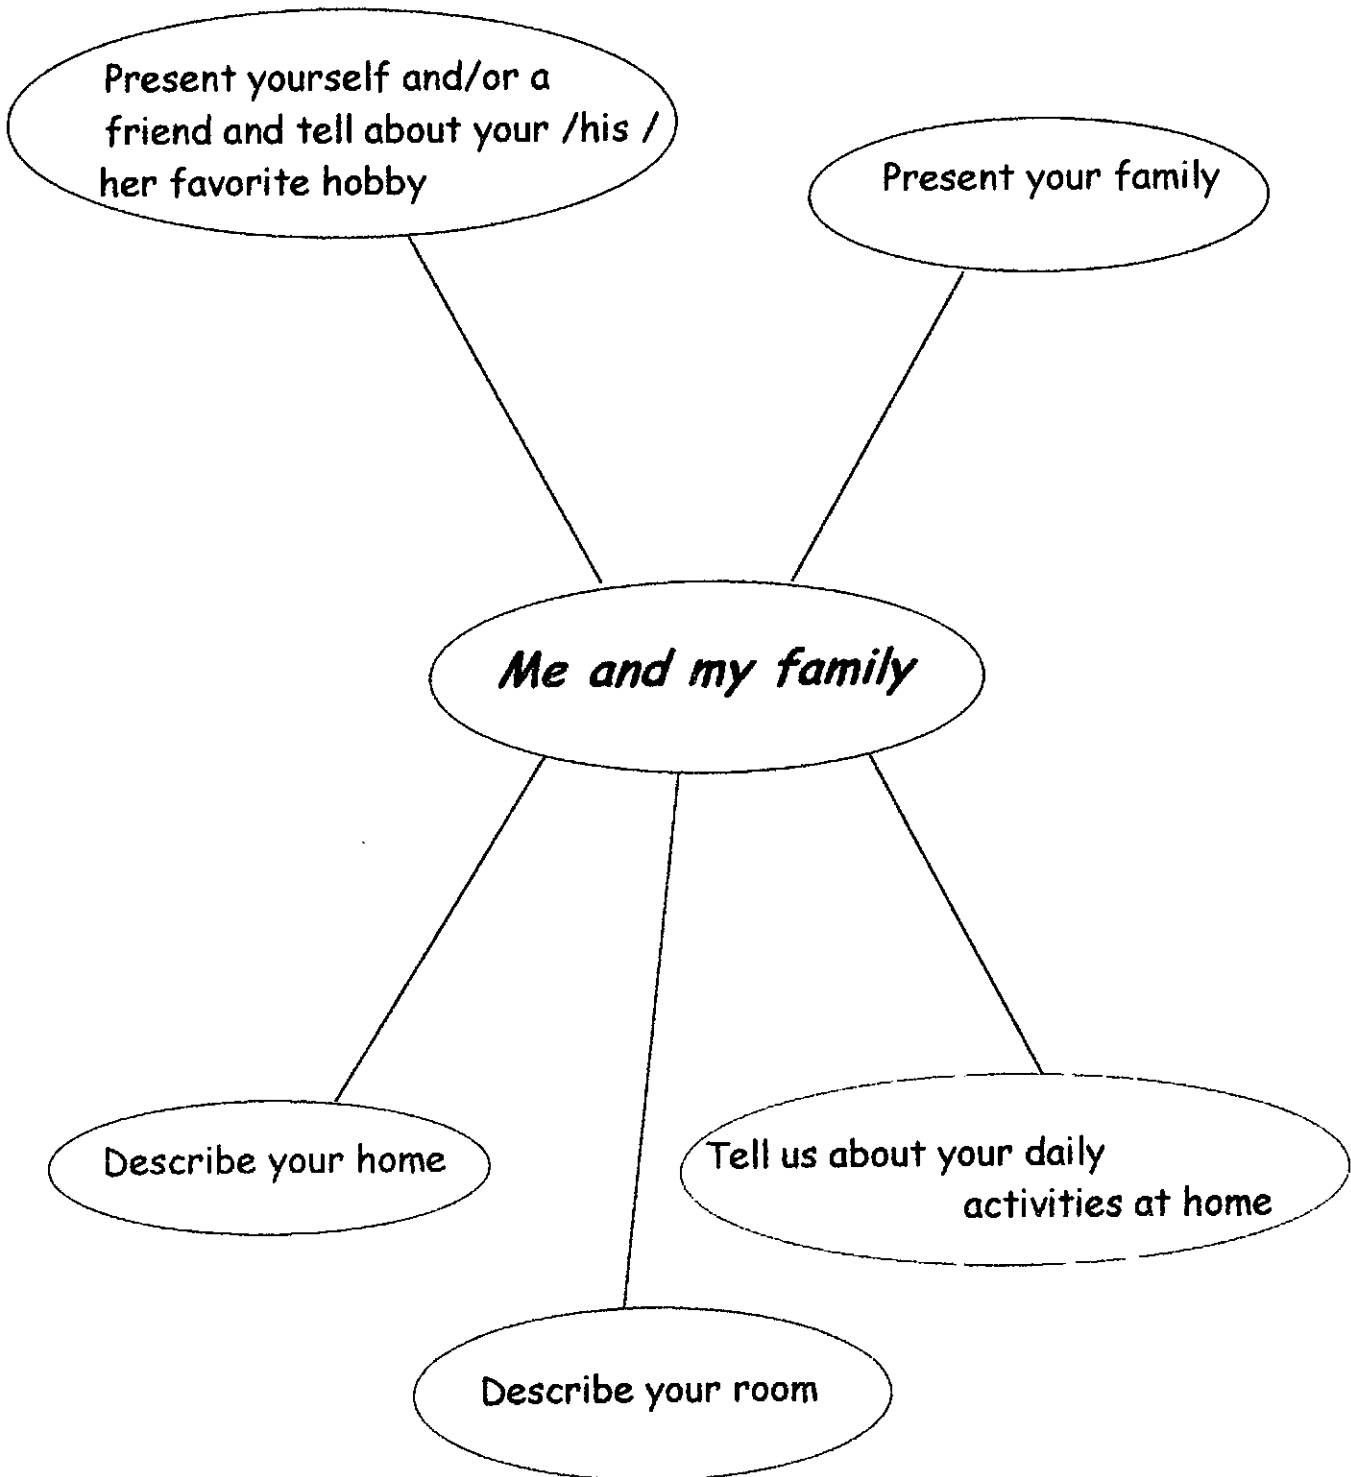 Present yourself and/or a
friend and tell about your /his /
her favorite hobby
Present your family
Me and my family
Describe your home
Tell us about your daily
activities at home
Describe your room